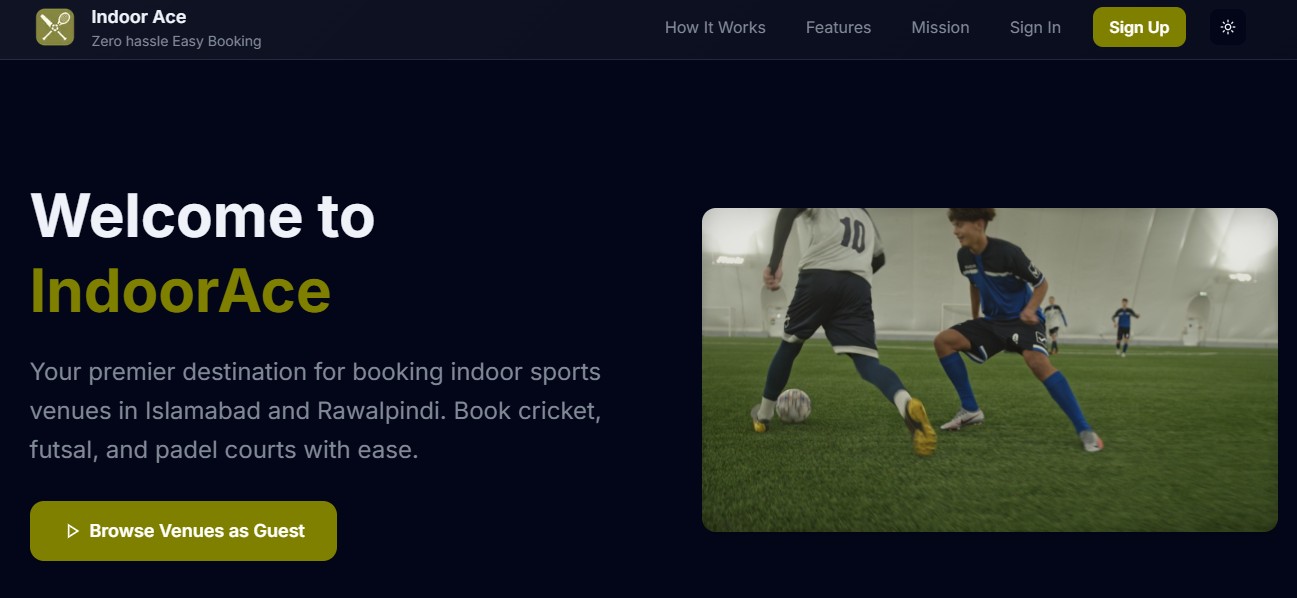 Indoor Ace
Zero hassle Easy Booking
How It Works
Features
Mission
Sign In
Sign Up
Welcome to
IndoorAce
Your premier destination for booking indoor sports
venues in Islamabad and Rawalpindi. Book cricket,
futsal, and padel courts with ease.
Browse Venues as Guest
10